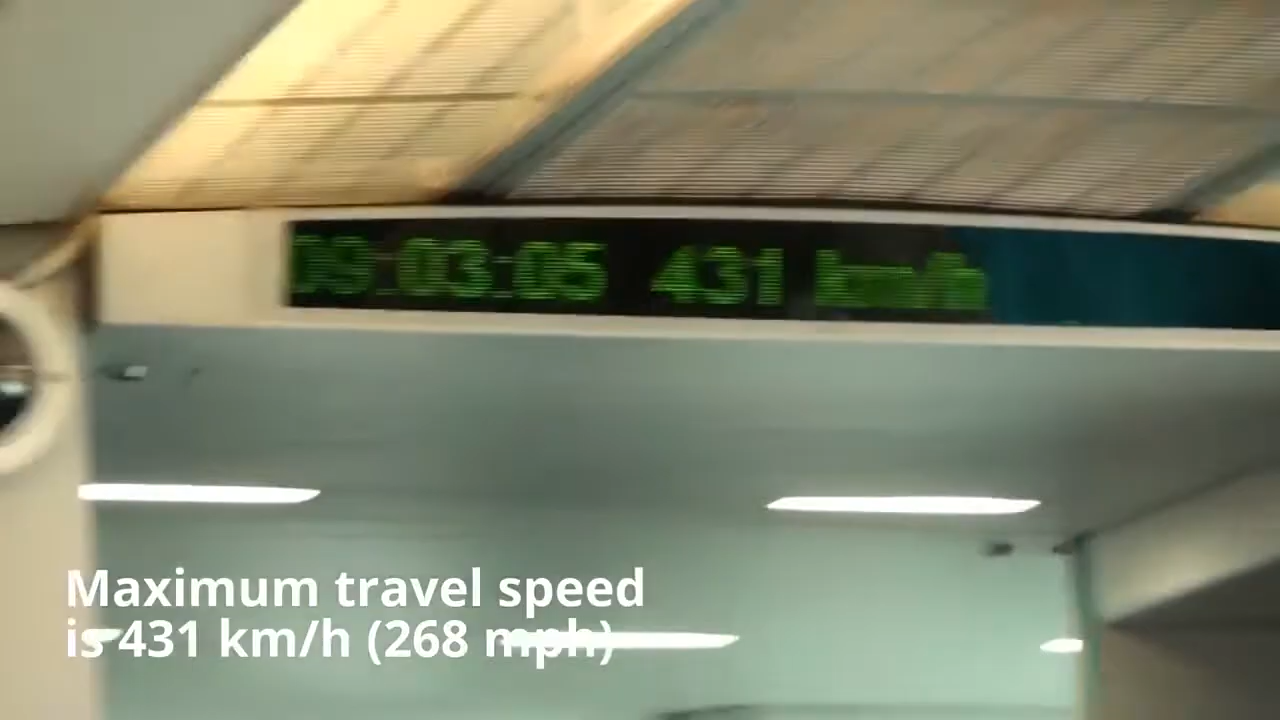 09:03:05 431 km/h
Maximum travel speed
is 431 km/h (268 mph)